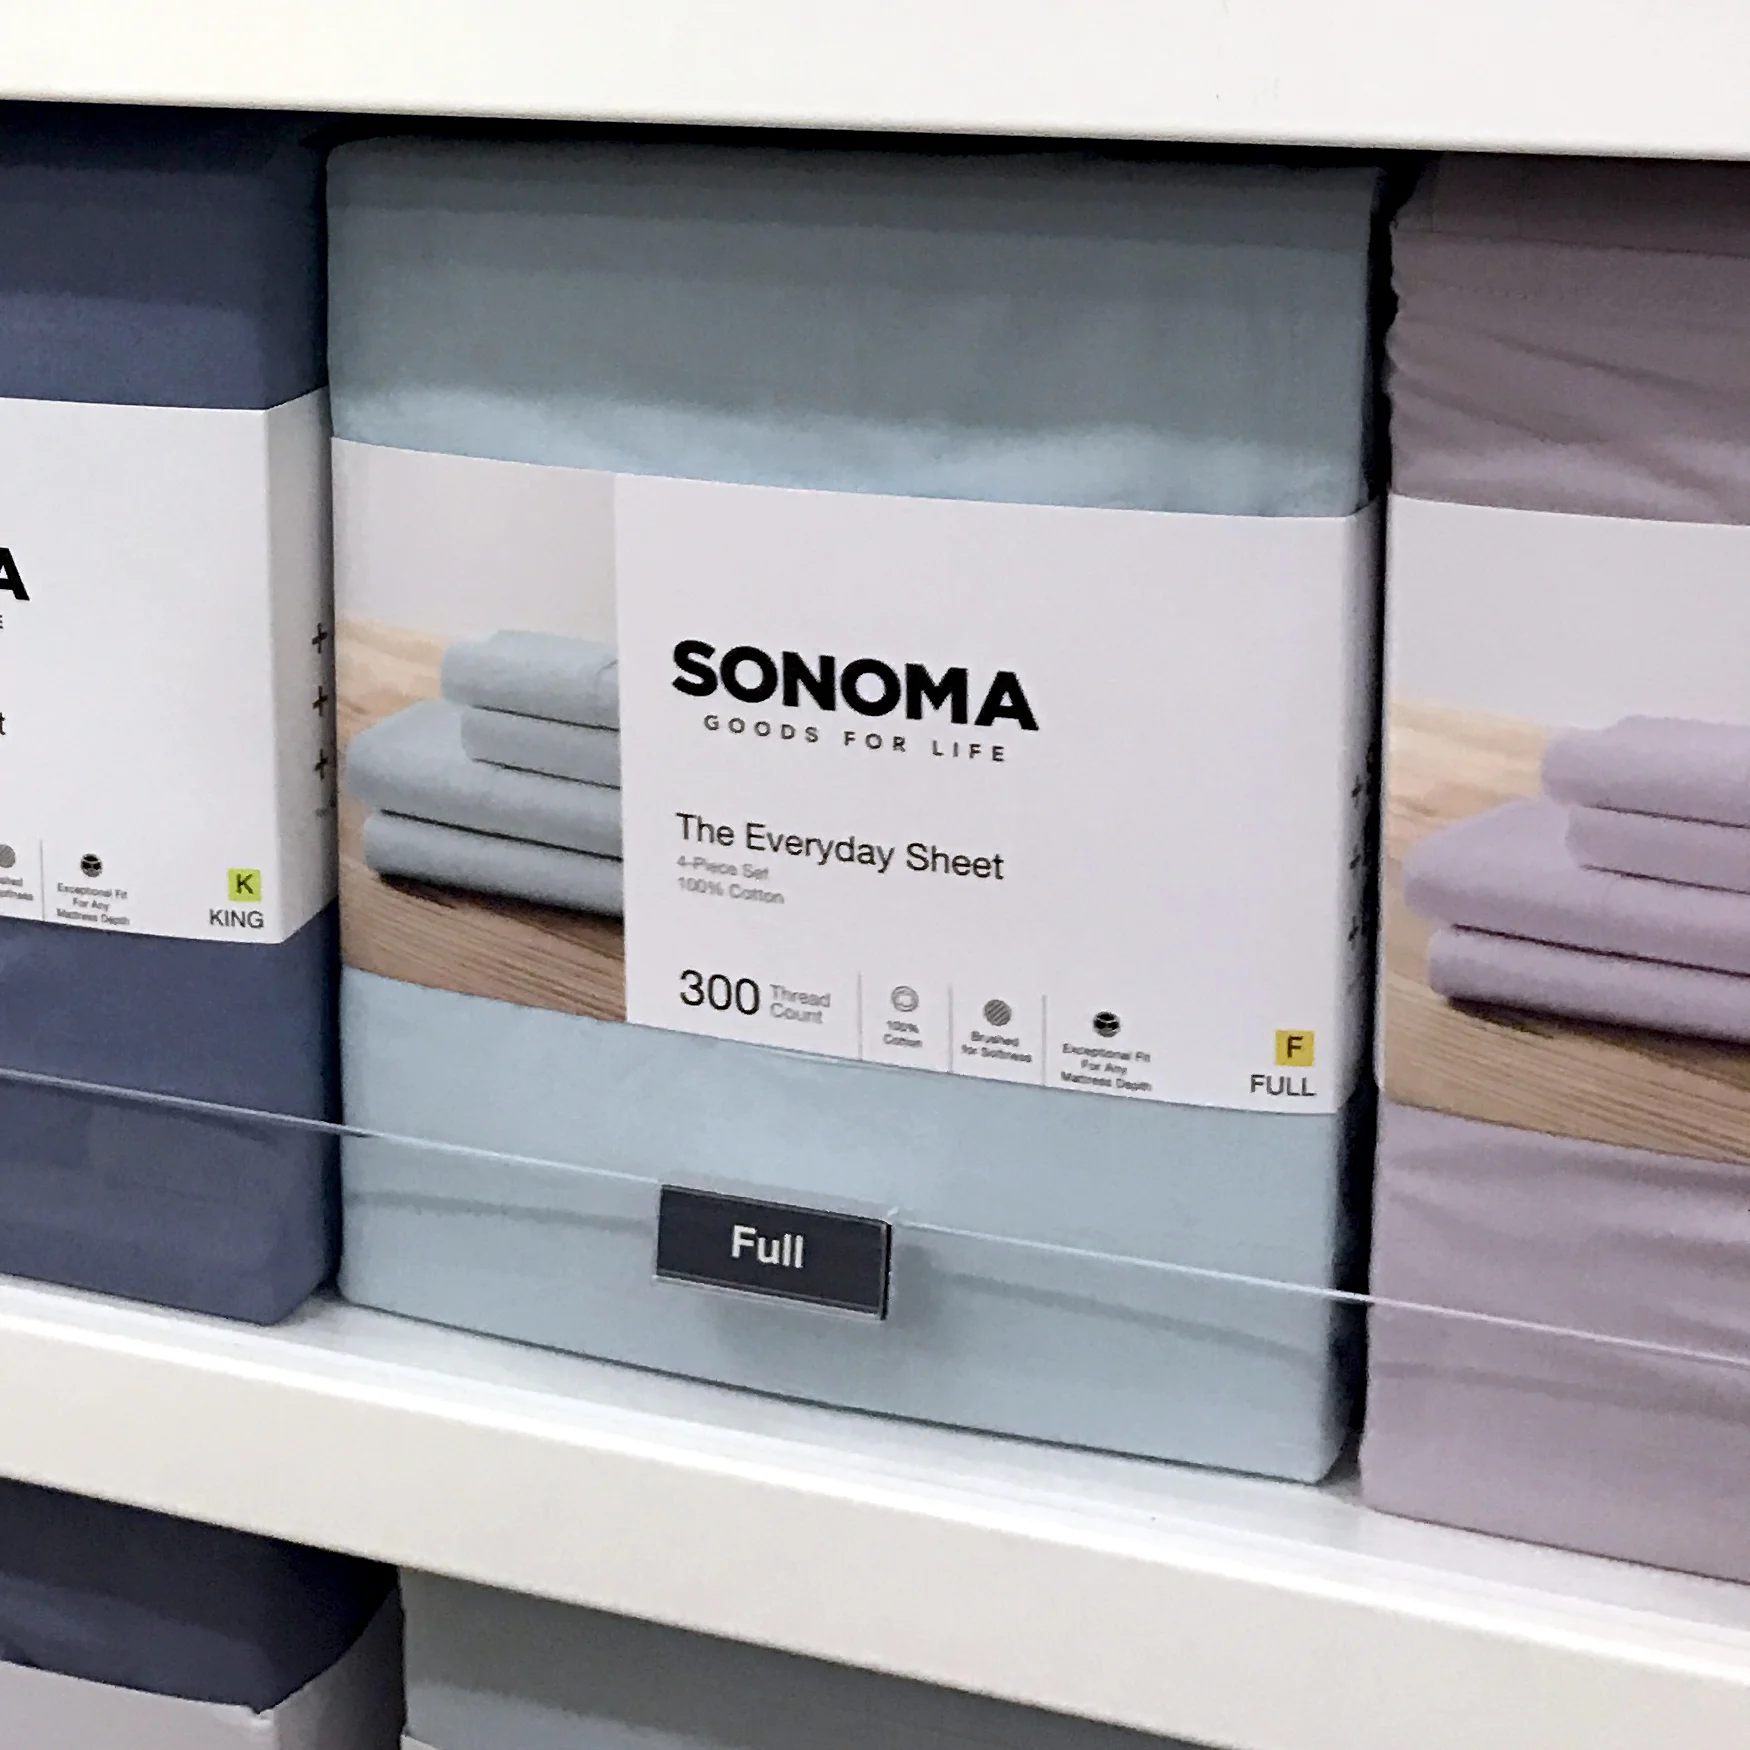 A
E
t
Exceptional Fit
For Any
Mattress Depth
K
KING
SONOMA
GOODS FOR LIFE
The Everyday Sheet
4-Piece Set
100% Cotton
300 Thread
Count
100%
Cotton
Brushed
for Softness
Exceptional Fit
For Any
Mattress Depth
F
FULL
Full